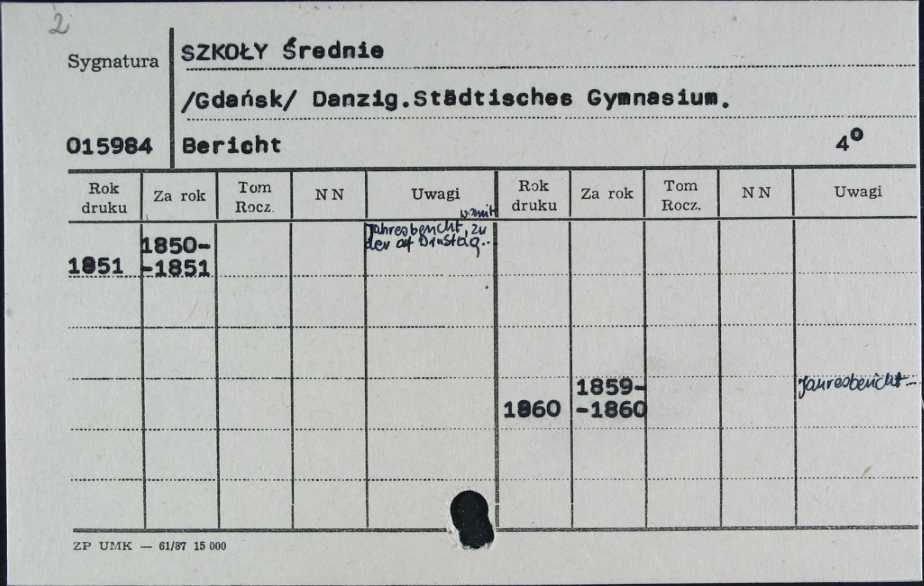 2
SZKOŁY Średnie
Sygnatura
/Gdańsk/ Danzig.Städtisches Gymnasium.
015984 Bericht 4º
Rok druku Za rok Tom Rocz. NN Uwagi Rok druku Za rok Tom Rocz. NN Uwagi
Jahresbericht, zu
1850-
der
1851 -1851
1859- Jahresbericht...
1860 -1860
ZP UMK — 61/87 15 000